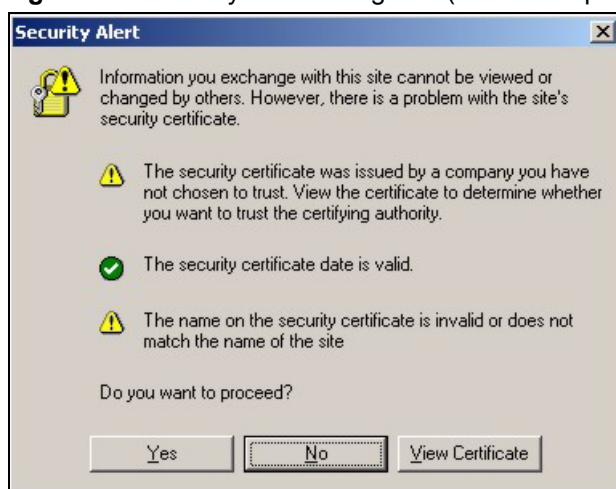 Security Alert
Information you exchange with this site cannot be viewed or
changed by others. However, there is a problem with the site's
security certificate.
The security certificate was issued by a company you have
not chosen to trust. View the certificate to determine whether
you want to trust the certifying authority.
The security certificate date is valid.
The name on the security certificate is invalid or does not
match the name of the site
Do you want to proceed?
Yes No View Certificate